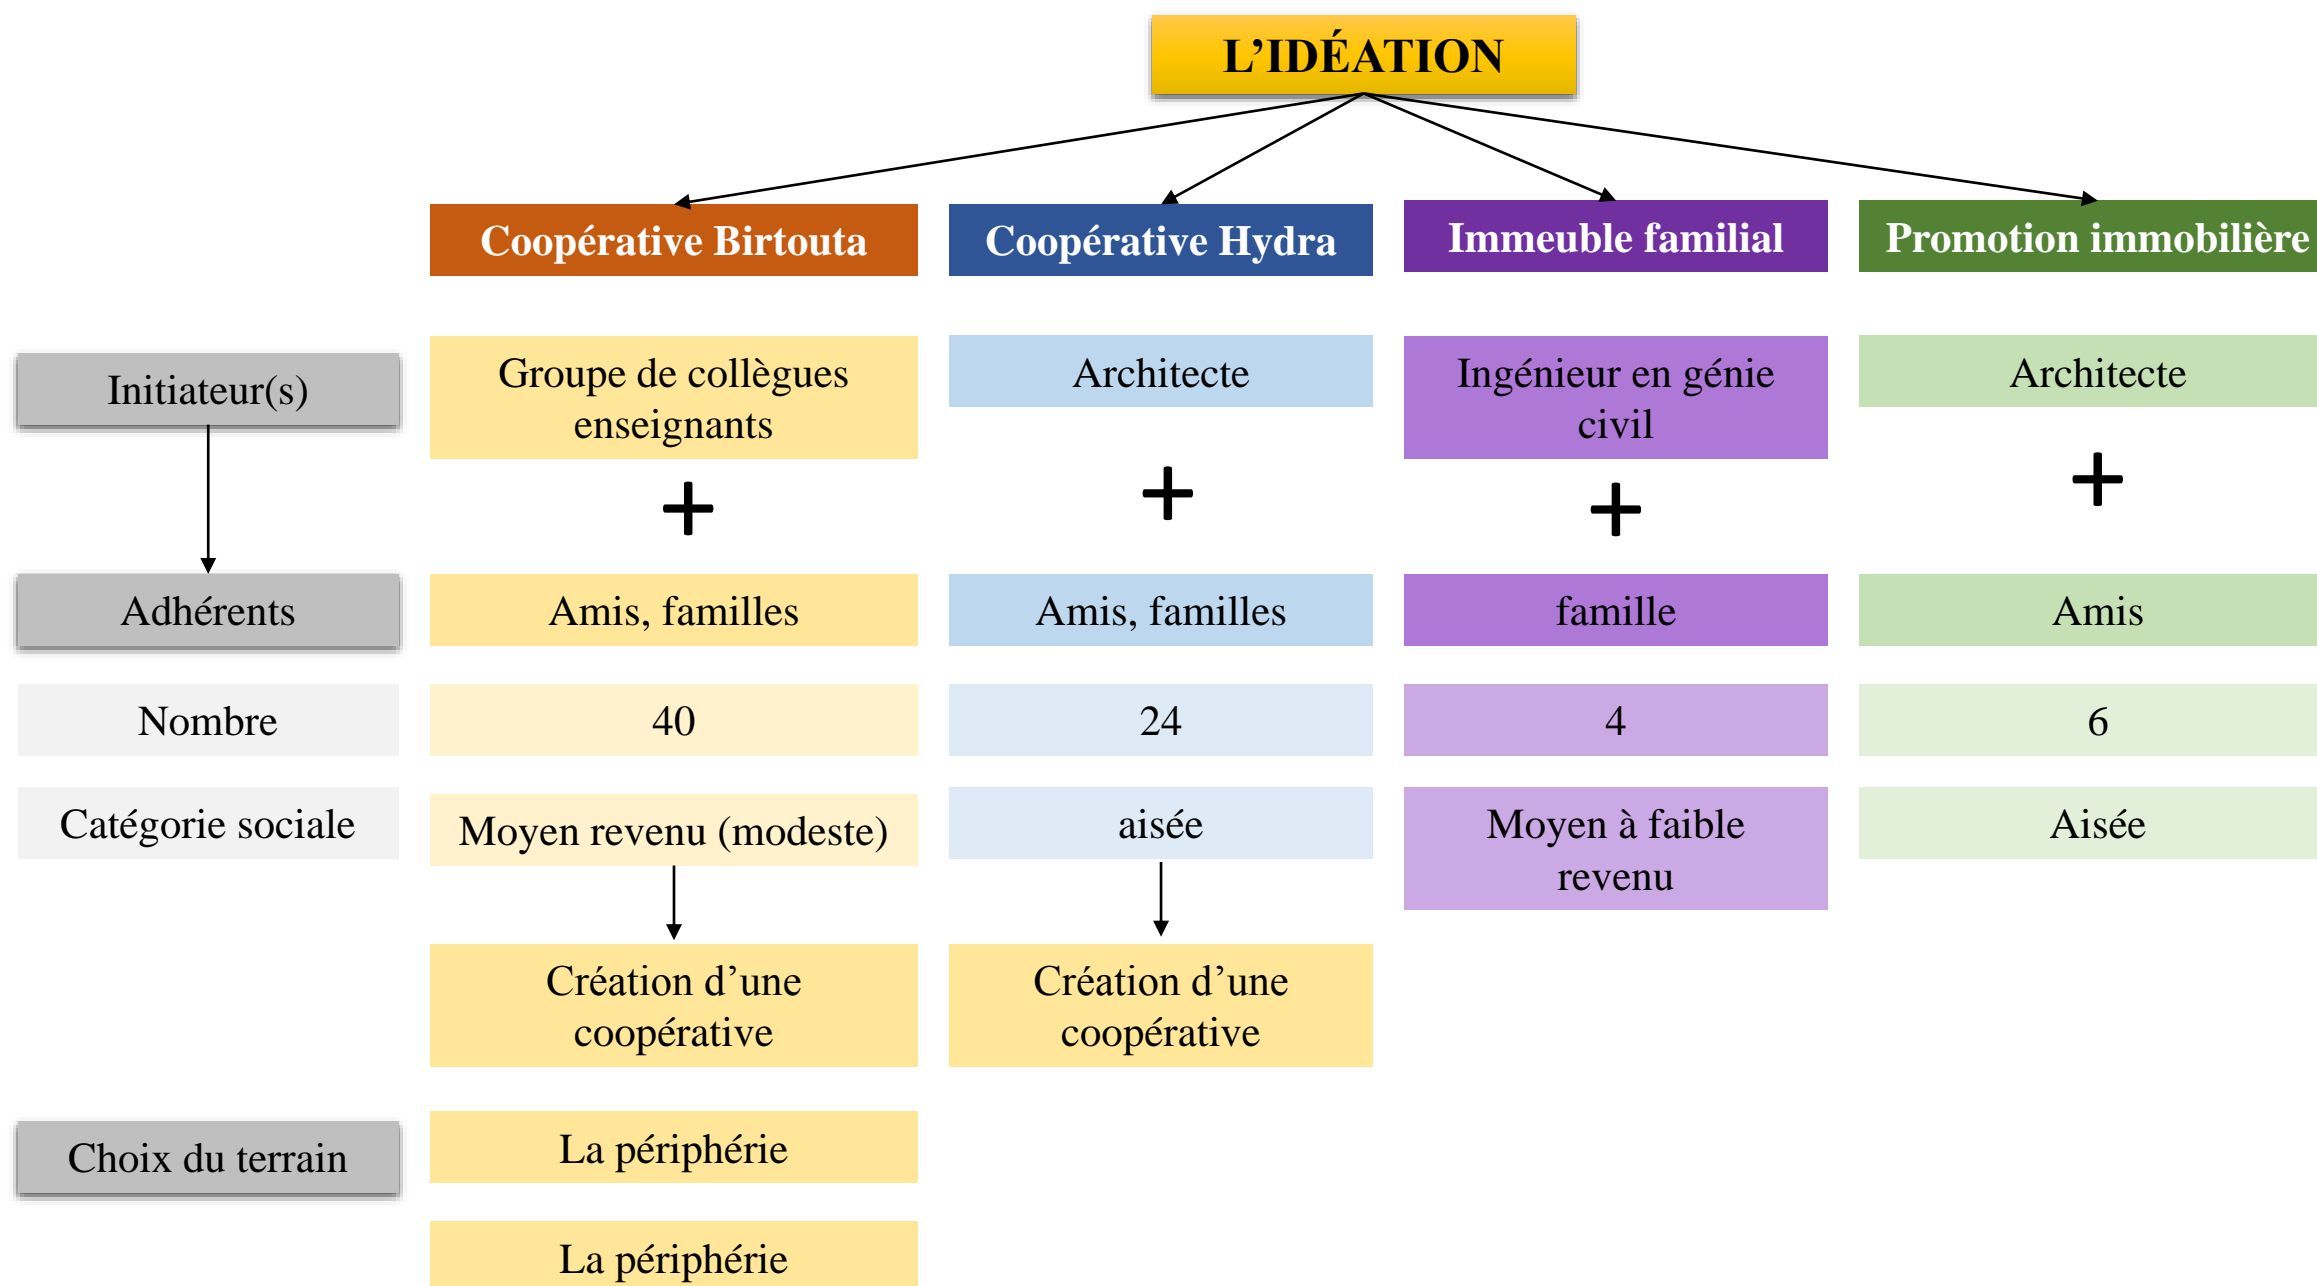 L’IDÉATION
Coopérative Birtouta
Coopérative Hydra
Immeuble familial
Promotion immobilière
Initiateur(s)
Groupe de collègues
enseignants
Architecte
Ingénieur en génie
civil
Architecte
+
+
+
+
Adhérents
Amis, familles
Amis, familles
famille
Amis
Nombre
40
24
4
6
Catégorie sociale
Moyen revenu (modeste)
aisée
Moyen à faible
revenu
Aisée
Création d’une
coopérative
Création d’une
coopérative
Choix du terrain
La périphérie
La périphérie